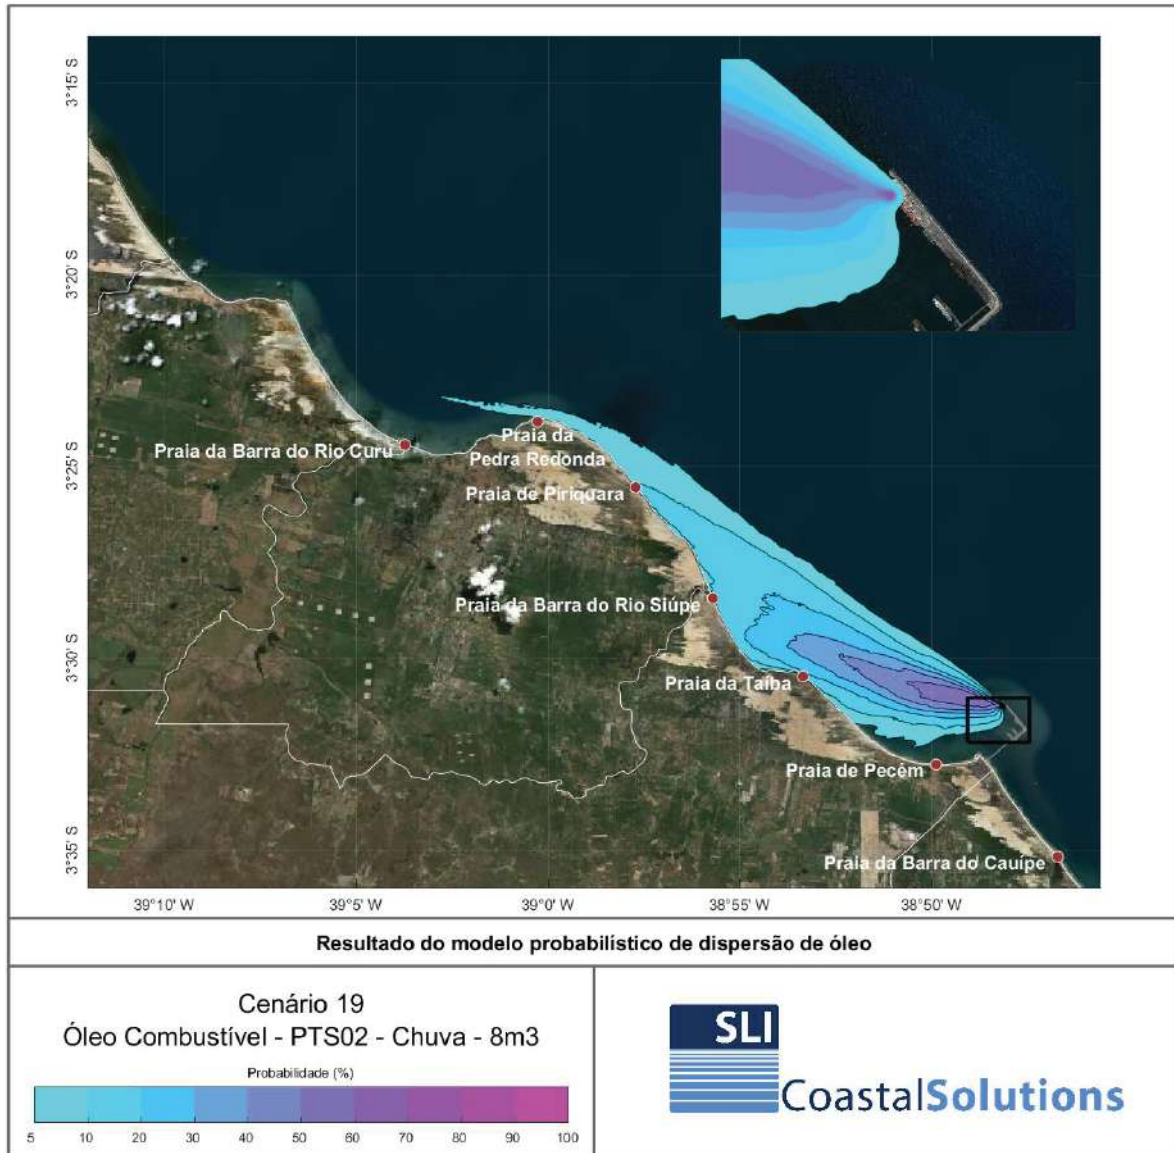 3°15' S
3°20' S
3°25' S
3°30' S
3°35' S
Praia da Barra do Rio Curu
Praia da
Pedra Redonda
Praia de Piriquara
Praia da Barra do Rio Siúpe
Praia da Taíba
Praia de Pecém
Praia da Barra do Cauípe
39°10' W
39°5' W
39°0' W
38°55' W
38°50' W
Resultado do modelo probabilístico de dispersão de óleo
Cenário 19
Óleo Combustível - PTS02 - Chuva - 8m3
Probabilidade (%)
5 10 20 30 40 50 60 70 80 90 100
SLI
CoastalSolutions